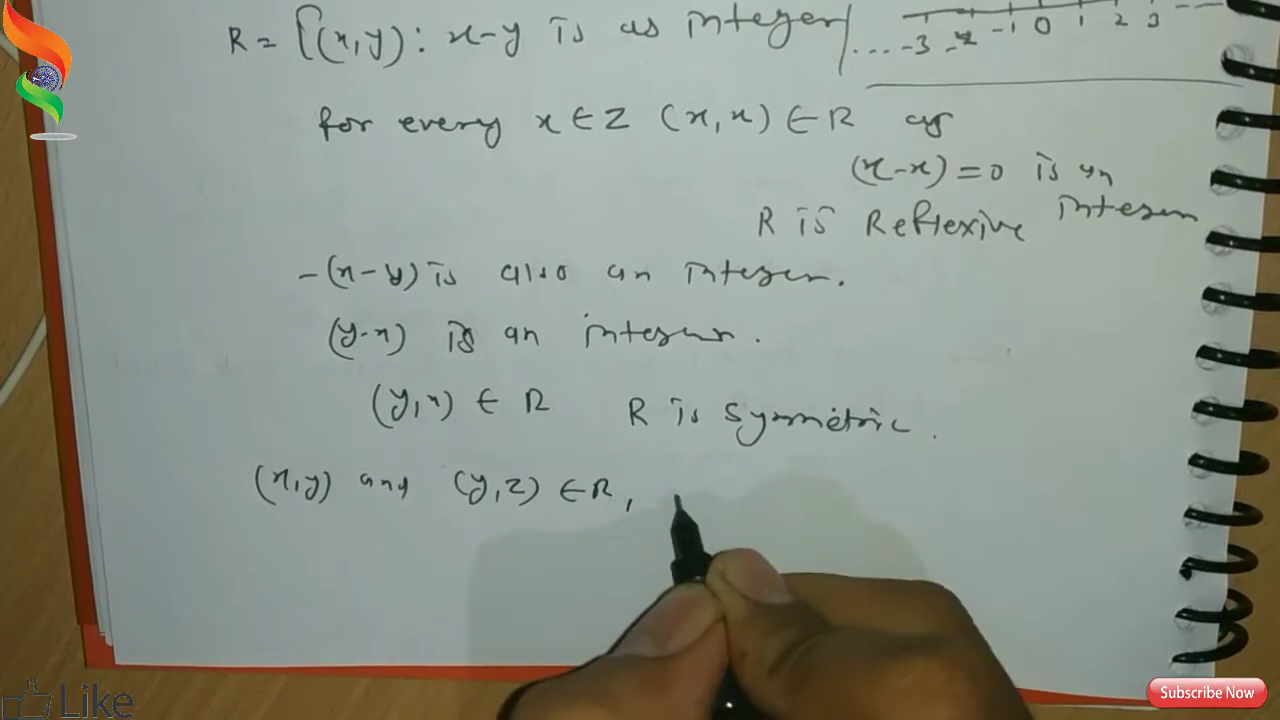 R = {(x,y) : x-y is as integer} .... -3 -2 -1 0 1 2 3 ---
for every x ∈ Z (x,x) ∈ R as
(x-x) = 0 is an
integer
R is Reflexive
-(x-y) is also an integer.
(y-x) is an integer.
(y,x) ∈ R R is symmetric.
(x,y) and (y,z) ∈ R,
Like
Subscribe Now